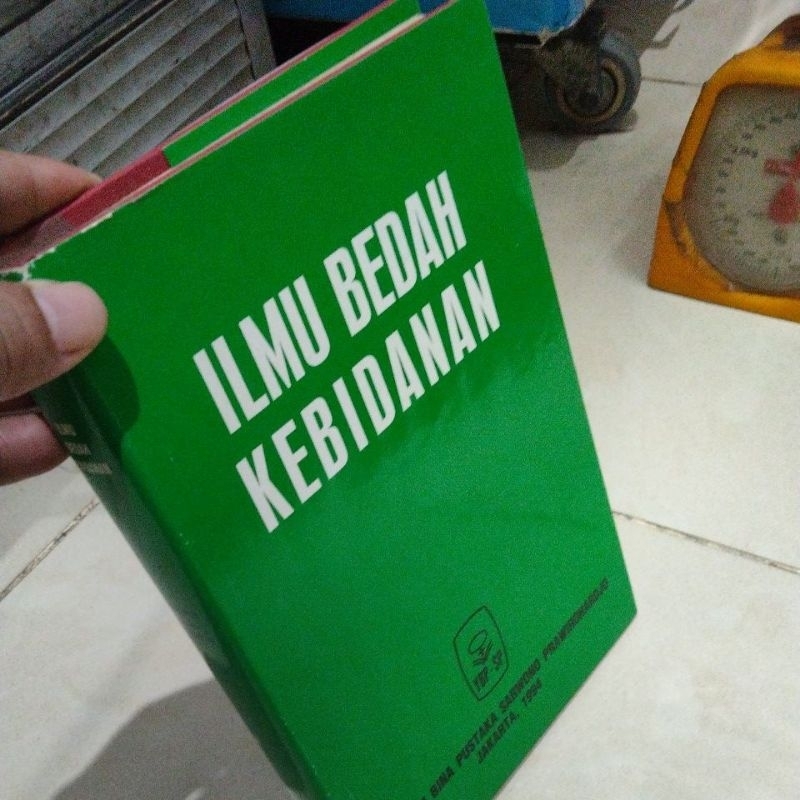 ILMU BEDAH
KEBIDANAN
YBP-SP
BINA PUSTAKA SARWONO PRAWIROHARDJO
JAKARTA, 1994